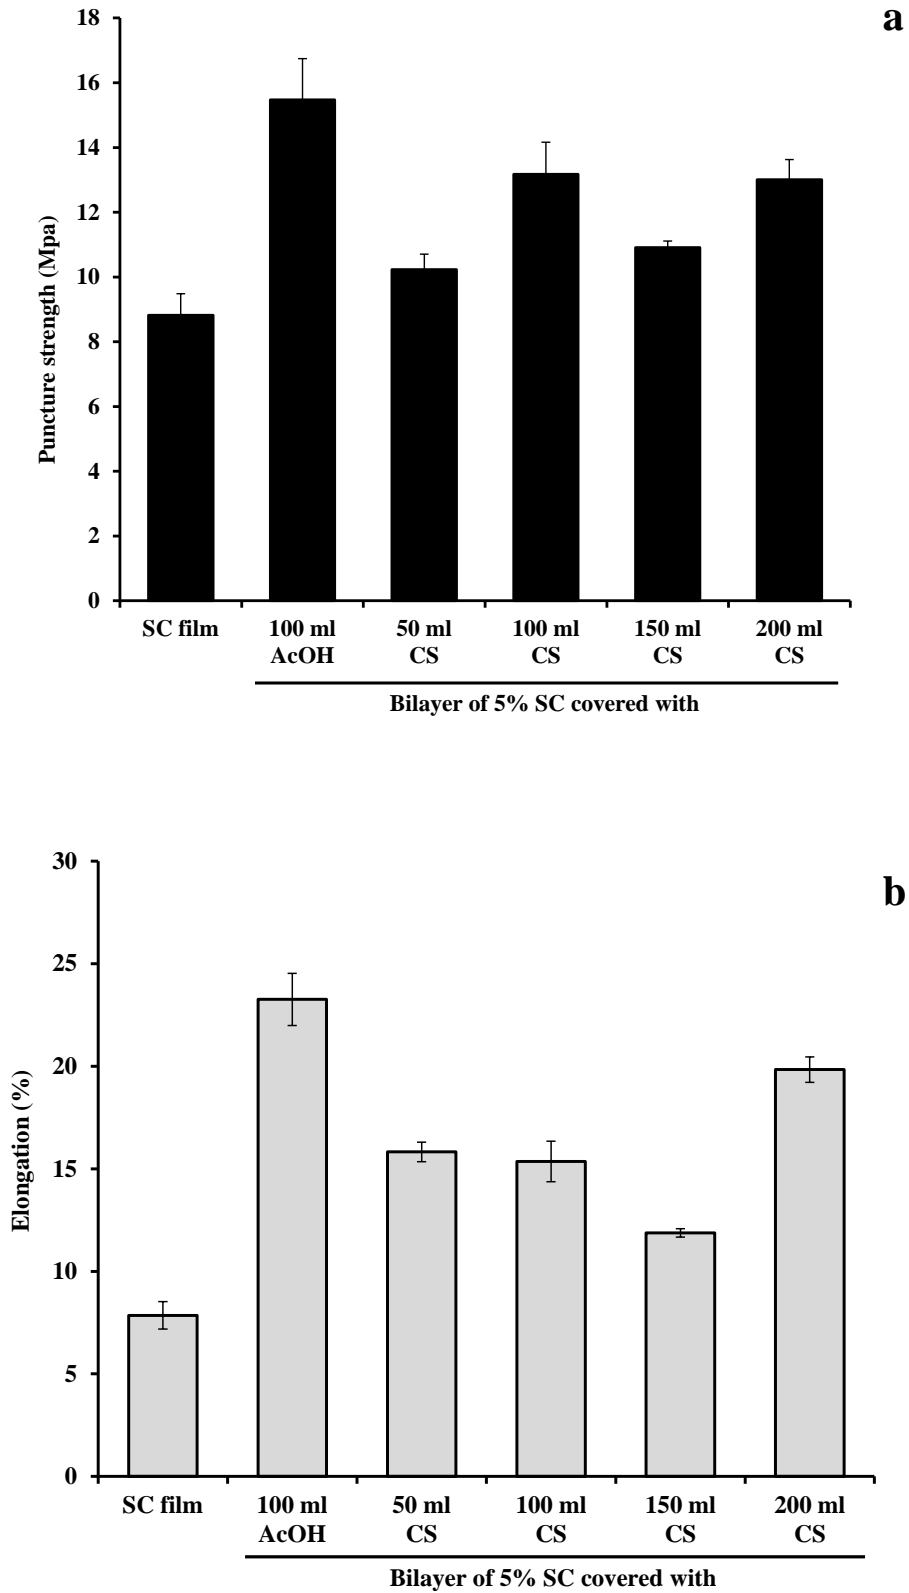 a
18
16
14
12
10
8
6
4
2
0
Puncture strength (Mpa)
SC film
100 ml
AcOH
50 ml
CS
100 ml
CS
150 ml
CS
200 ml
CS
Bilayer of 5% SC covered with
b
30
25
20
15
10
5
0
Elongation (%)
SC film
100 ml
AcOH
50 ml
CS
100 ml
CS
150 ml
CS
200 ml
CS
Bilayer of 5% SC covered with